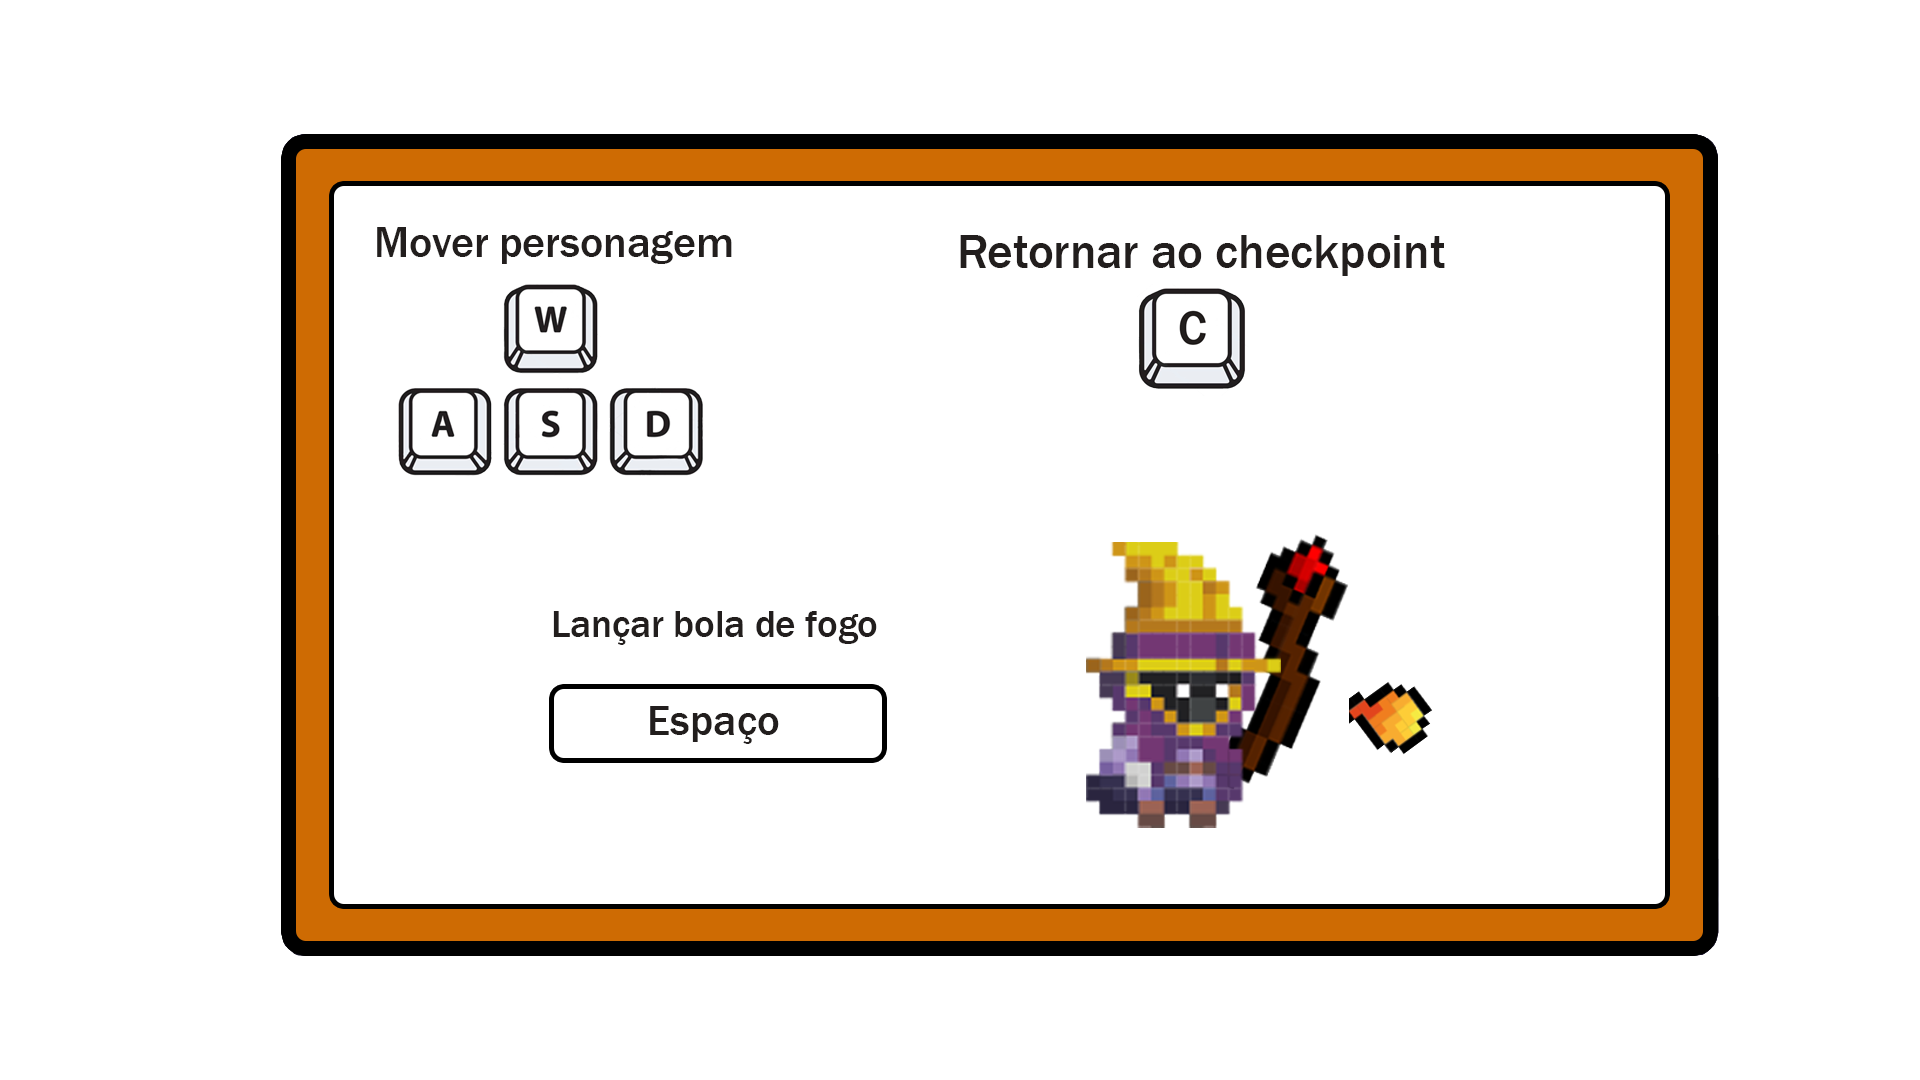 Mover personagem
W
A S D
Retornar ao checkpoint
C
Lançar bola de fogo
Espaço